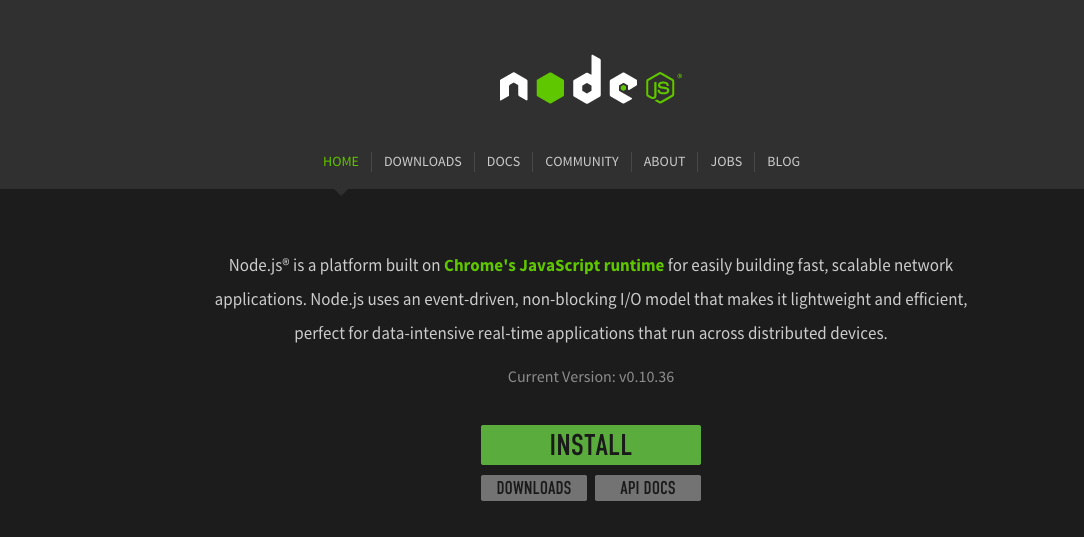 node JS®
HOME DOWNLOADS DOCS COMMUNITY ABOUT JOBS BLOG
Node.js® is a platform built on Chrome's JavaScript runtime for easily building fast, scalable network
applications. Node.js uses an event-driven, non-blocking I/O model that makes it lightweight and efficient,
perfect for data-intensive real-time applications that run across distributed devices.
Current Version: v0.10.36
INSTALL
DOWNLOADS API DOCS